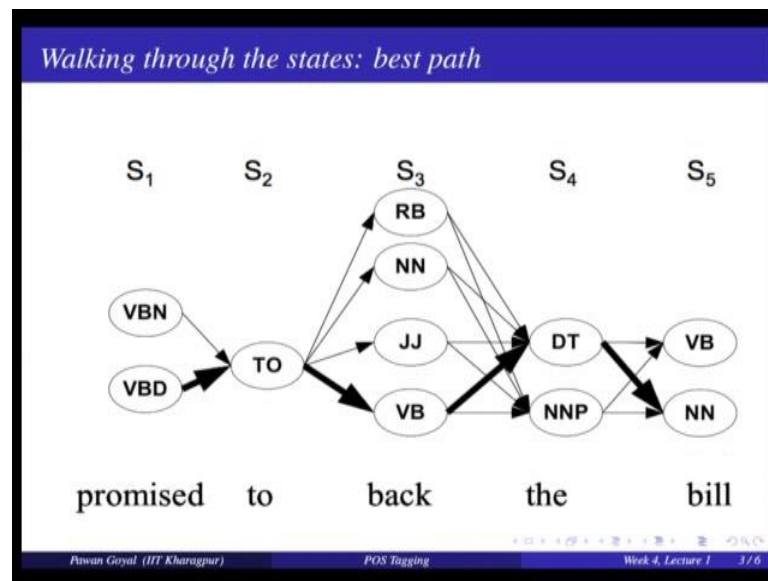 Walking through the states: best path
S1 S2 S3 S4 S5
RB
NN
VBN
JJ DT VB
TO
VBD
VB NNP NN
promised to back the bill
Pawan Goyal (IIT Kharagpur) POS Tagging Week 4, Lecture 1 3 / 6